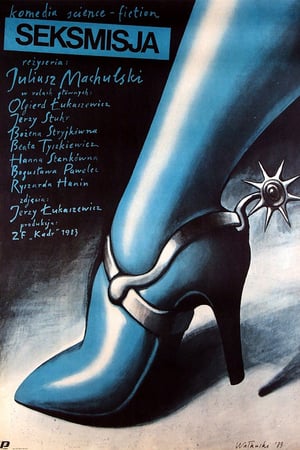 komedia science-fiction
SEKSMISJA
reżyseria:
Juliusz Machulski
w rolach głównych:
Olgierd Łukaszewicz
Jerzy Stuhr
Bożena Stryjkówna
Beata Tyszkiewicz
Hanna Stankówna
Bogusława Pawelec
Ryszarda Hanin
zdjęcia:
Jerzy Łukaszewicz
produkcja:
ZF "Kadr" 1983
Wałkuski '83